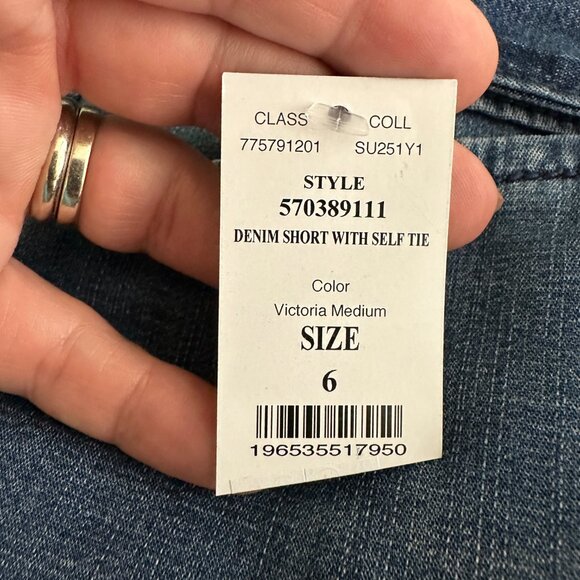 CLASS COLL
775791201 SU251Y1
STYLE
570389111
DENIM SHORT WITH SELF TIE
Color
Victoria Medium
SIZE
6
196535517950